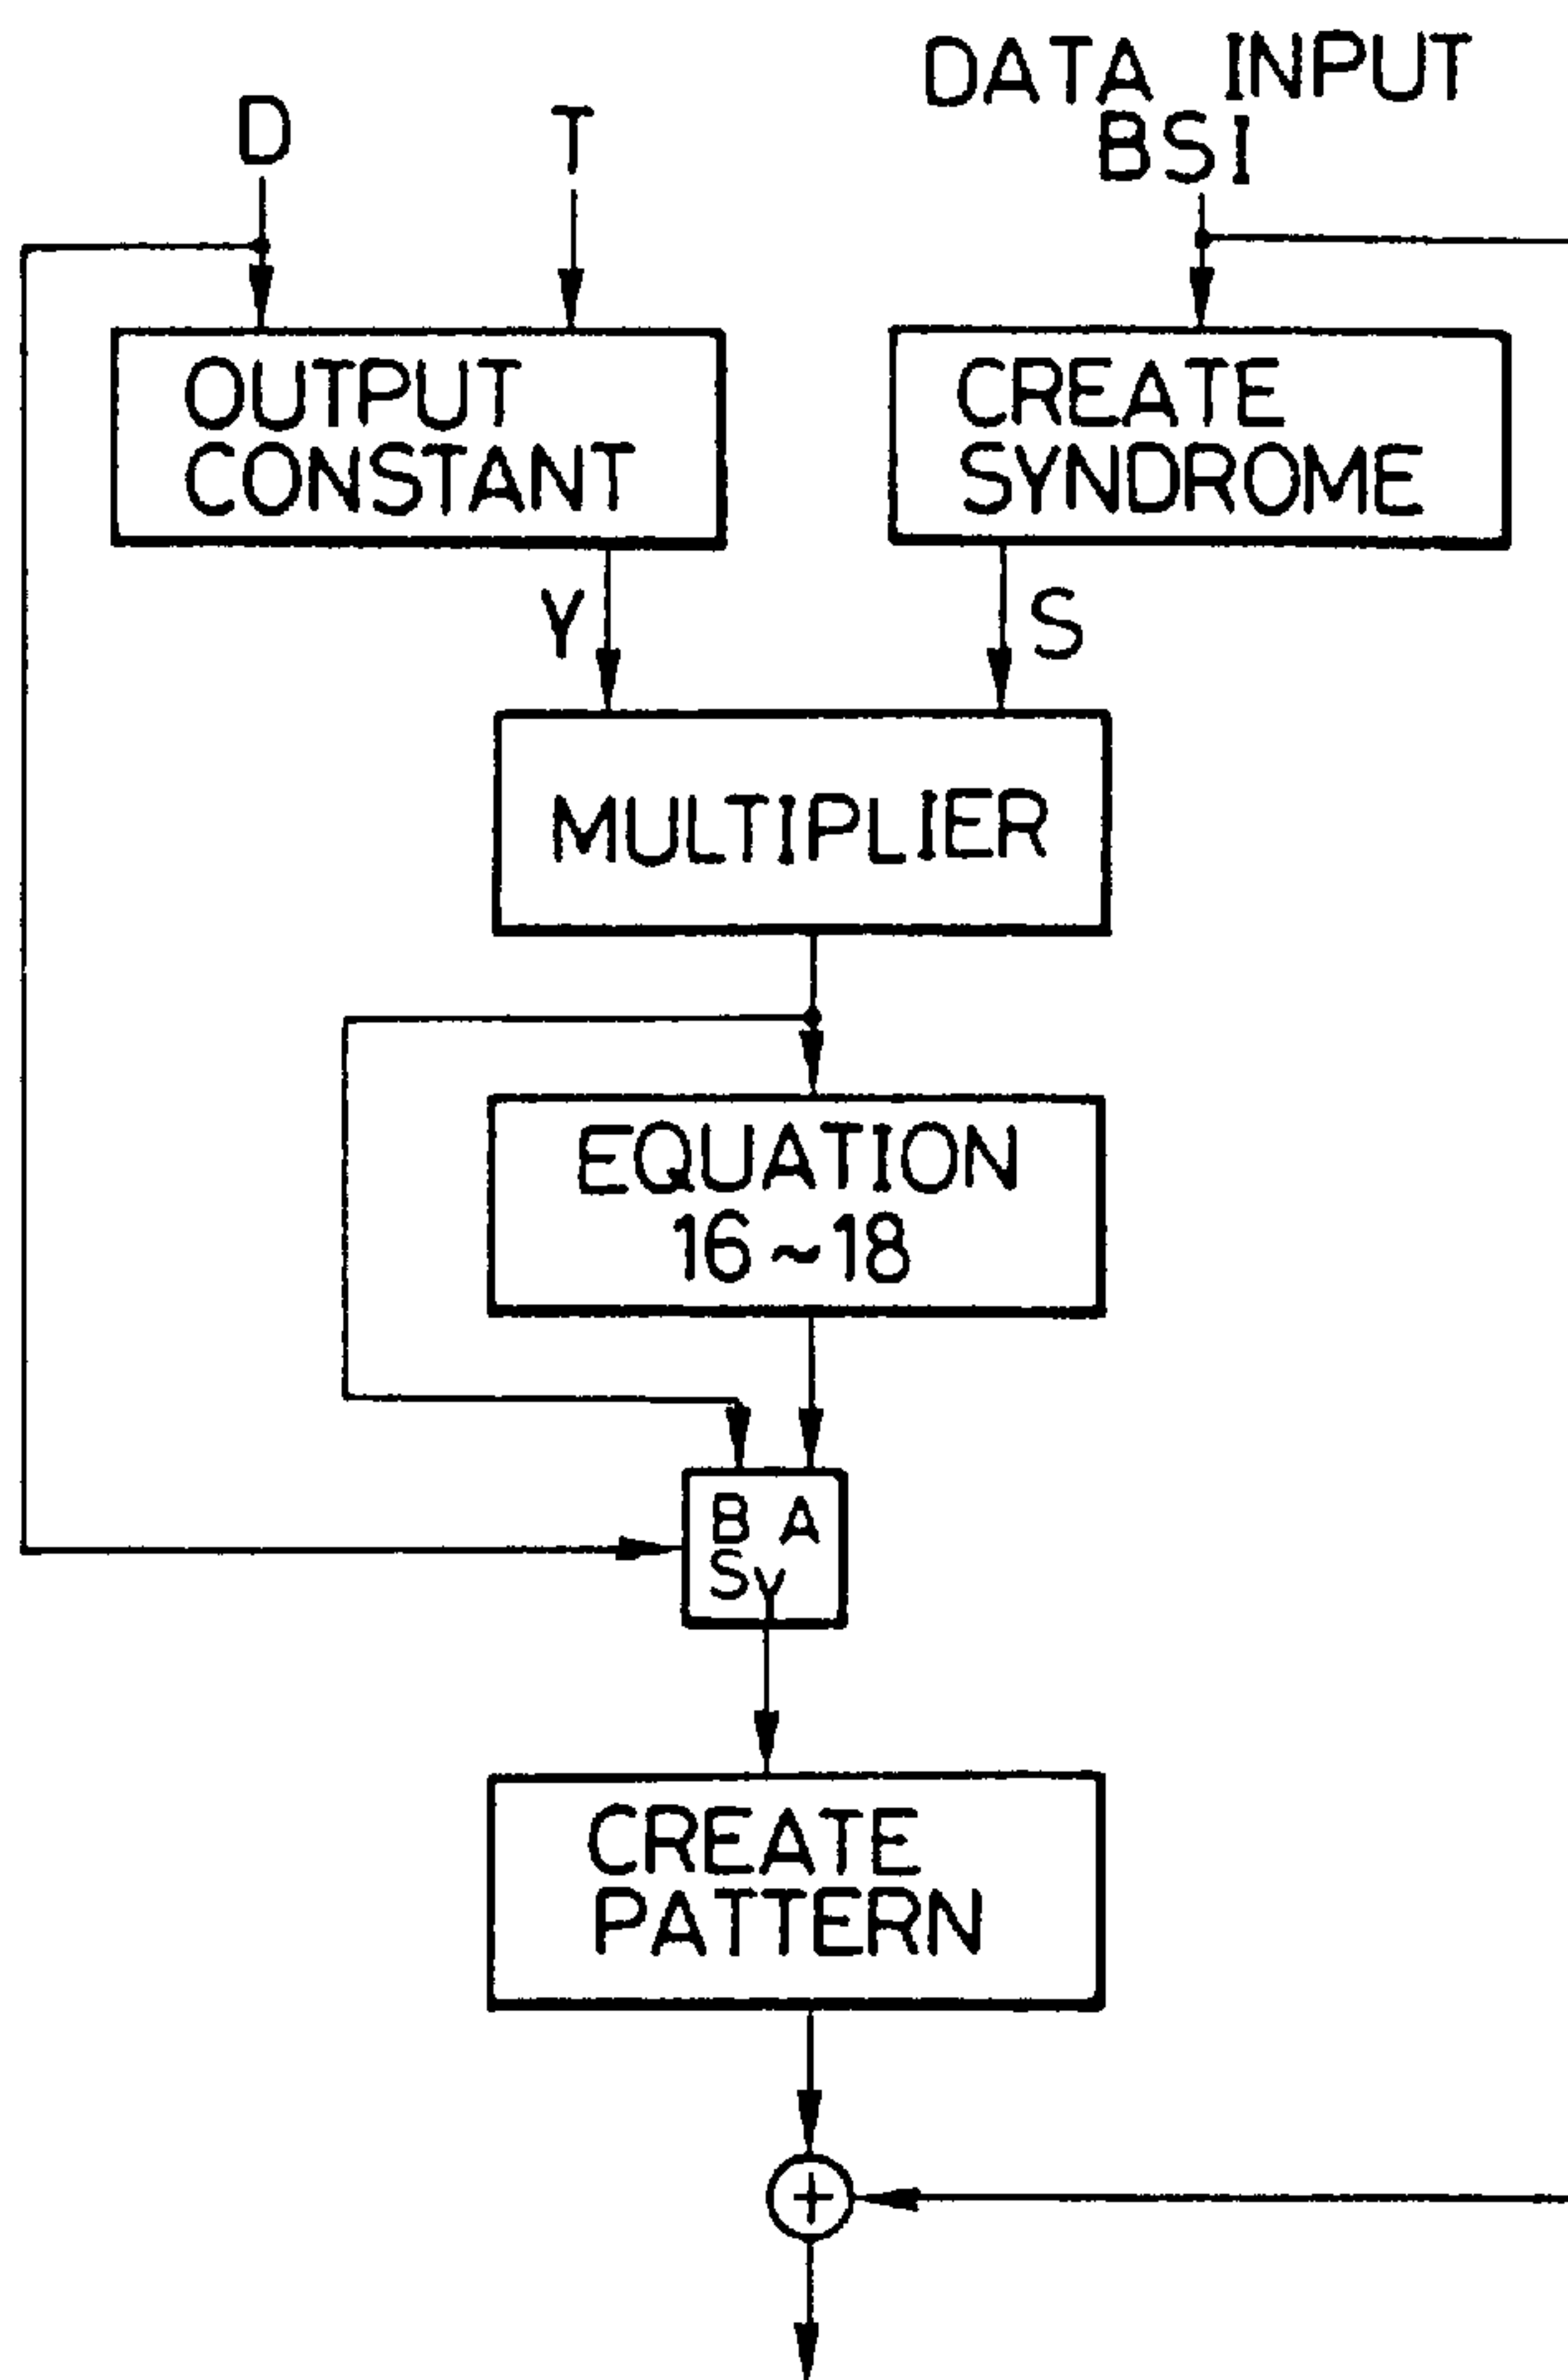 D
T
DATA INPUT
BSI
OUTPUT
CONSTANT
CREATE
SYNDROME
Y
S
MULTIPLIER
EQUATION
16~18
B A
Sy
CREATE
PATTERN
+